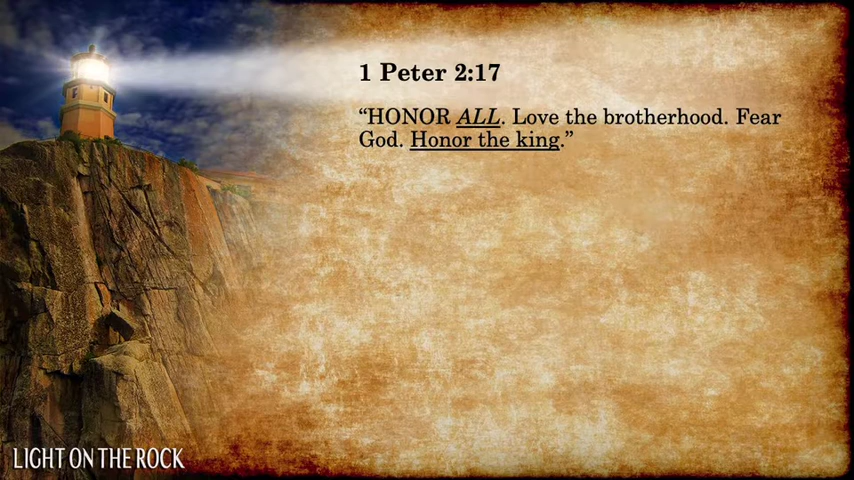 1 Peter 2:17
“HONOR ALL. Love the brotherhood. Fear
God. Honor the king.”
LIGHT ON THE ROCK